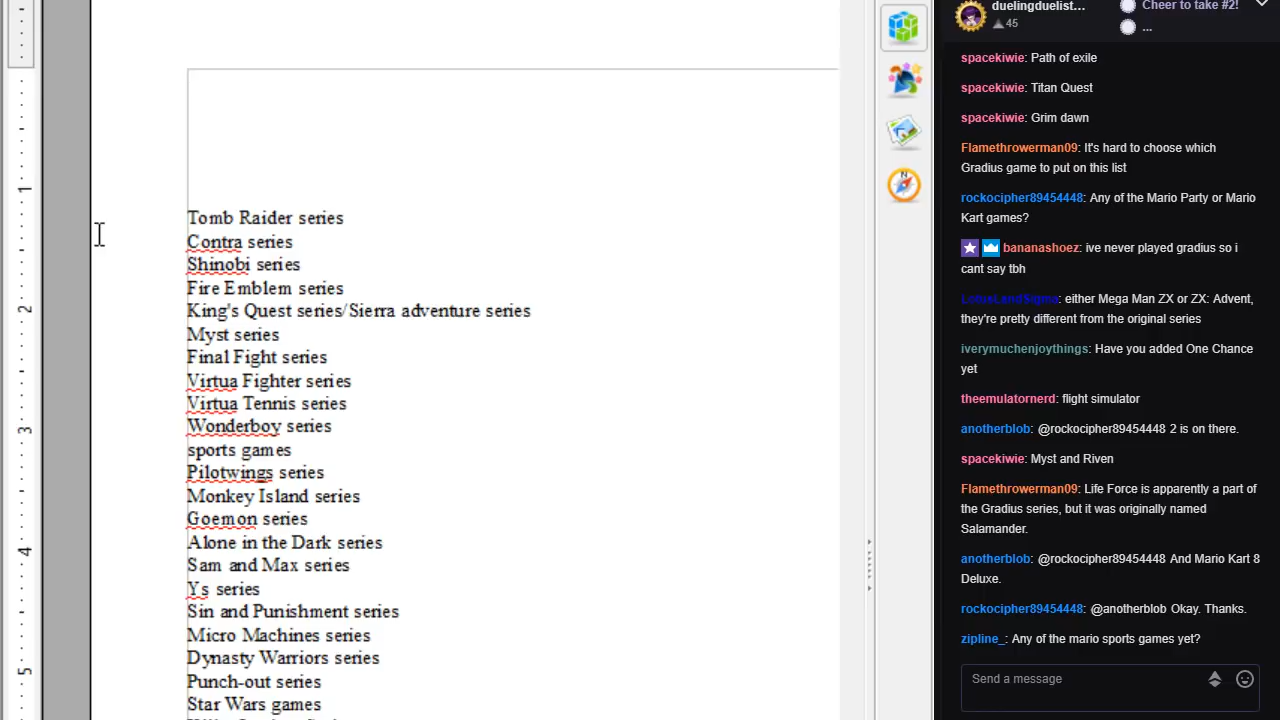 Tomb Raider series
Contra series
Shinobi series
Fire Emblem series
King's Quest series/Sierra adventure series
Myst series
Final Fight series
Virtua Fighter series
Virtua Tennis series
Wonderboy series
sports games
Pilotwings series
Monkey Island series
Goemon series
Alone in the Dark series
Sam and Max series
Ys series
Sin and Punishment series
Micro Machines series
Dynasty Warriors series
Punch-out series
Star Wars games
1
2
3
4
5
N
duelingduelist...
45
Cheer to take #2!
...
spacekiwie: Path of exile
spacekiwie: Titan Quest
spacekiwie: Grim dawn
Flamethrowerman09: It's hard to choose which
Gradius game to put on this list
rockocipher89454448: Any of the Mario Party or Mario
Kart games?
bananashoez: ive never played gradius so i
cant say tbh
LotusLandSigma: either Mega Man ZX or ZX: Advent,
they're pretty different from the original series
iverymuchenjoythings: Have you added One Chance
yet
theemulatornerd: flight simulator
anotherblob: @rockocipher89454448 2 is on there.
spacekiwie: Myst and Riven
Flamethrowerman09: Life Force is apparently a part of
the Gradius series, but it was originally named
Salamander.
anotherblob: @rockocipher89454448 And Mario Kart 8
Deluxe.
rockocipher89454448: @anotherblob Okay. Thanks.
zipline_: Any of the mario sports games yet?
Send a message